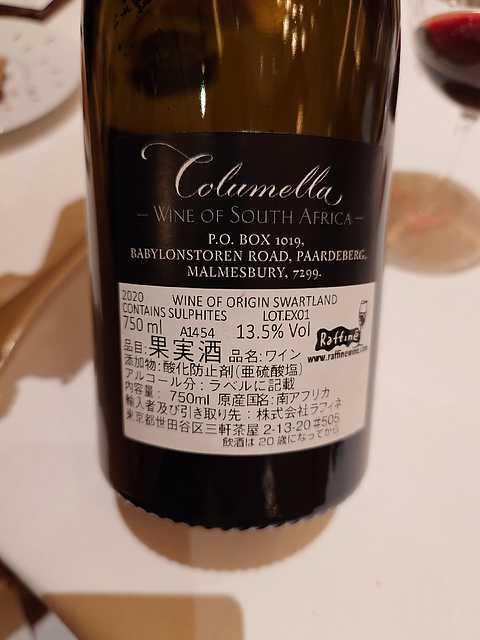 Columella
– WINE OF SOUTH AFRICA –
P.O. BOX 1019,
BABYLONSTOREN ROAD, PAARDEBERG,
MALMESBURY, 7299.
2020 WINE OF ORIGIN SWARTLAND
CONTAINS SULPHITES LOT.EX01
750 ml A1454 13.5% Vol
Raffiné
www.raffinewine.com
品目:果実酒 品名:ワイン
添加物:酸化防止剤(亜硫酸塩)
アルコール分:ラベルに記載
内容量: 750ml 原産国名:南アフリカ
輸入者及び引き取り先:株式会社ラフィネ
東京都世田谷区三軒茶屋 2-13-20 #505
飲酒は20歳になってから